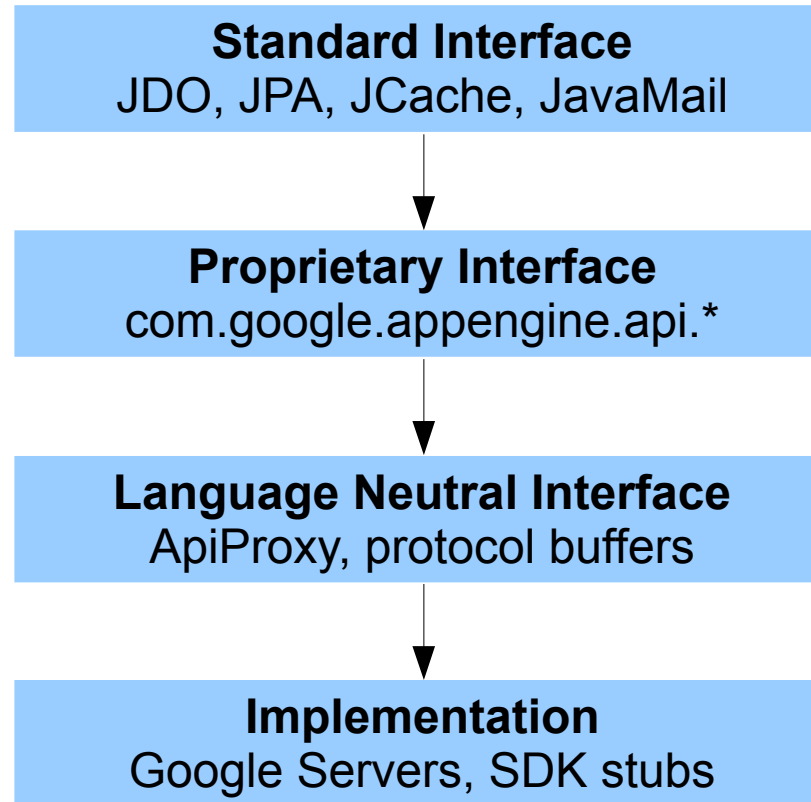 Standard Interface
JDO, JPA, JCache, JavaMail
Proprietary Interface
com.google.appengine.api.*
Language Neutral Interface
ApiProxy, protocol buffers
Implementation
Google Servers, SDK stubs